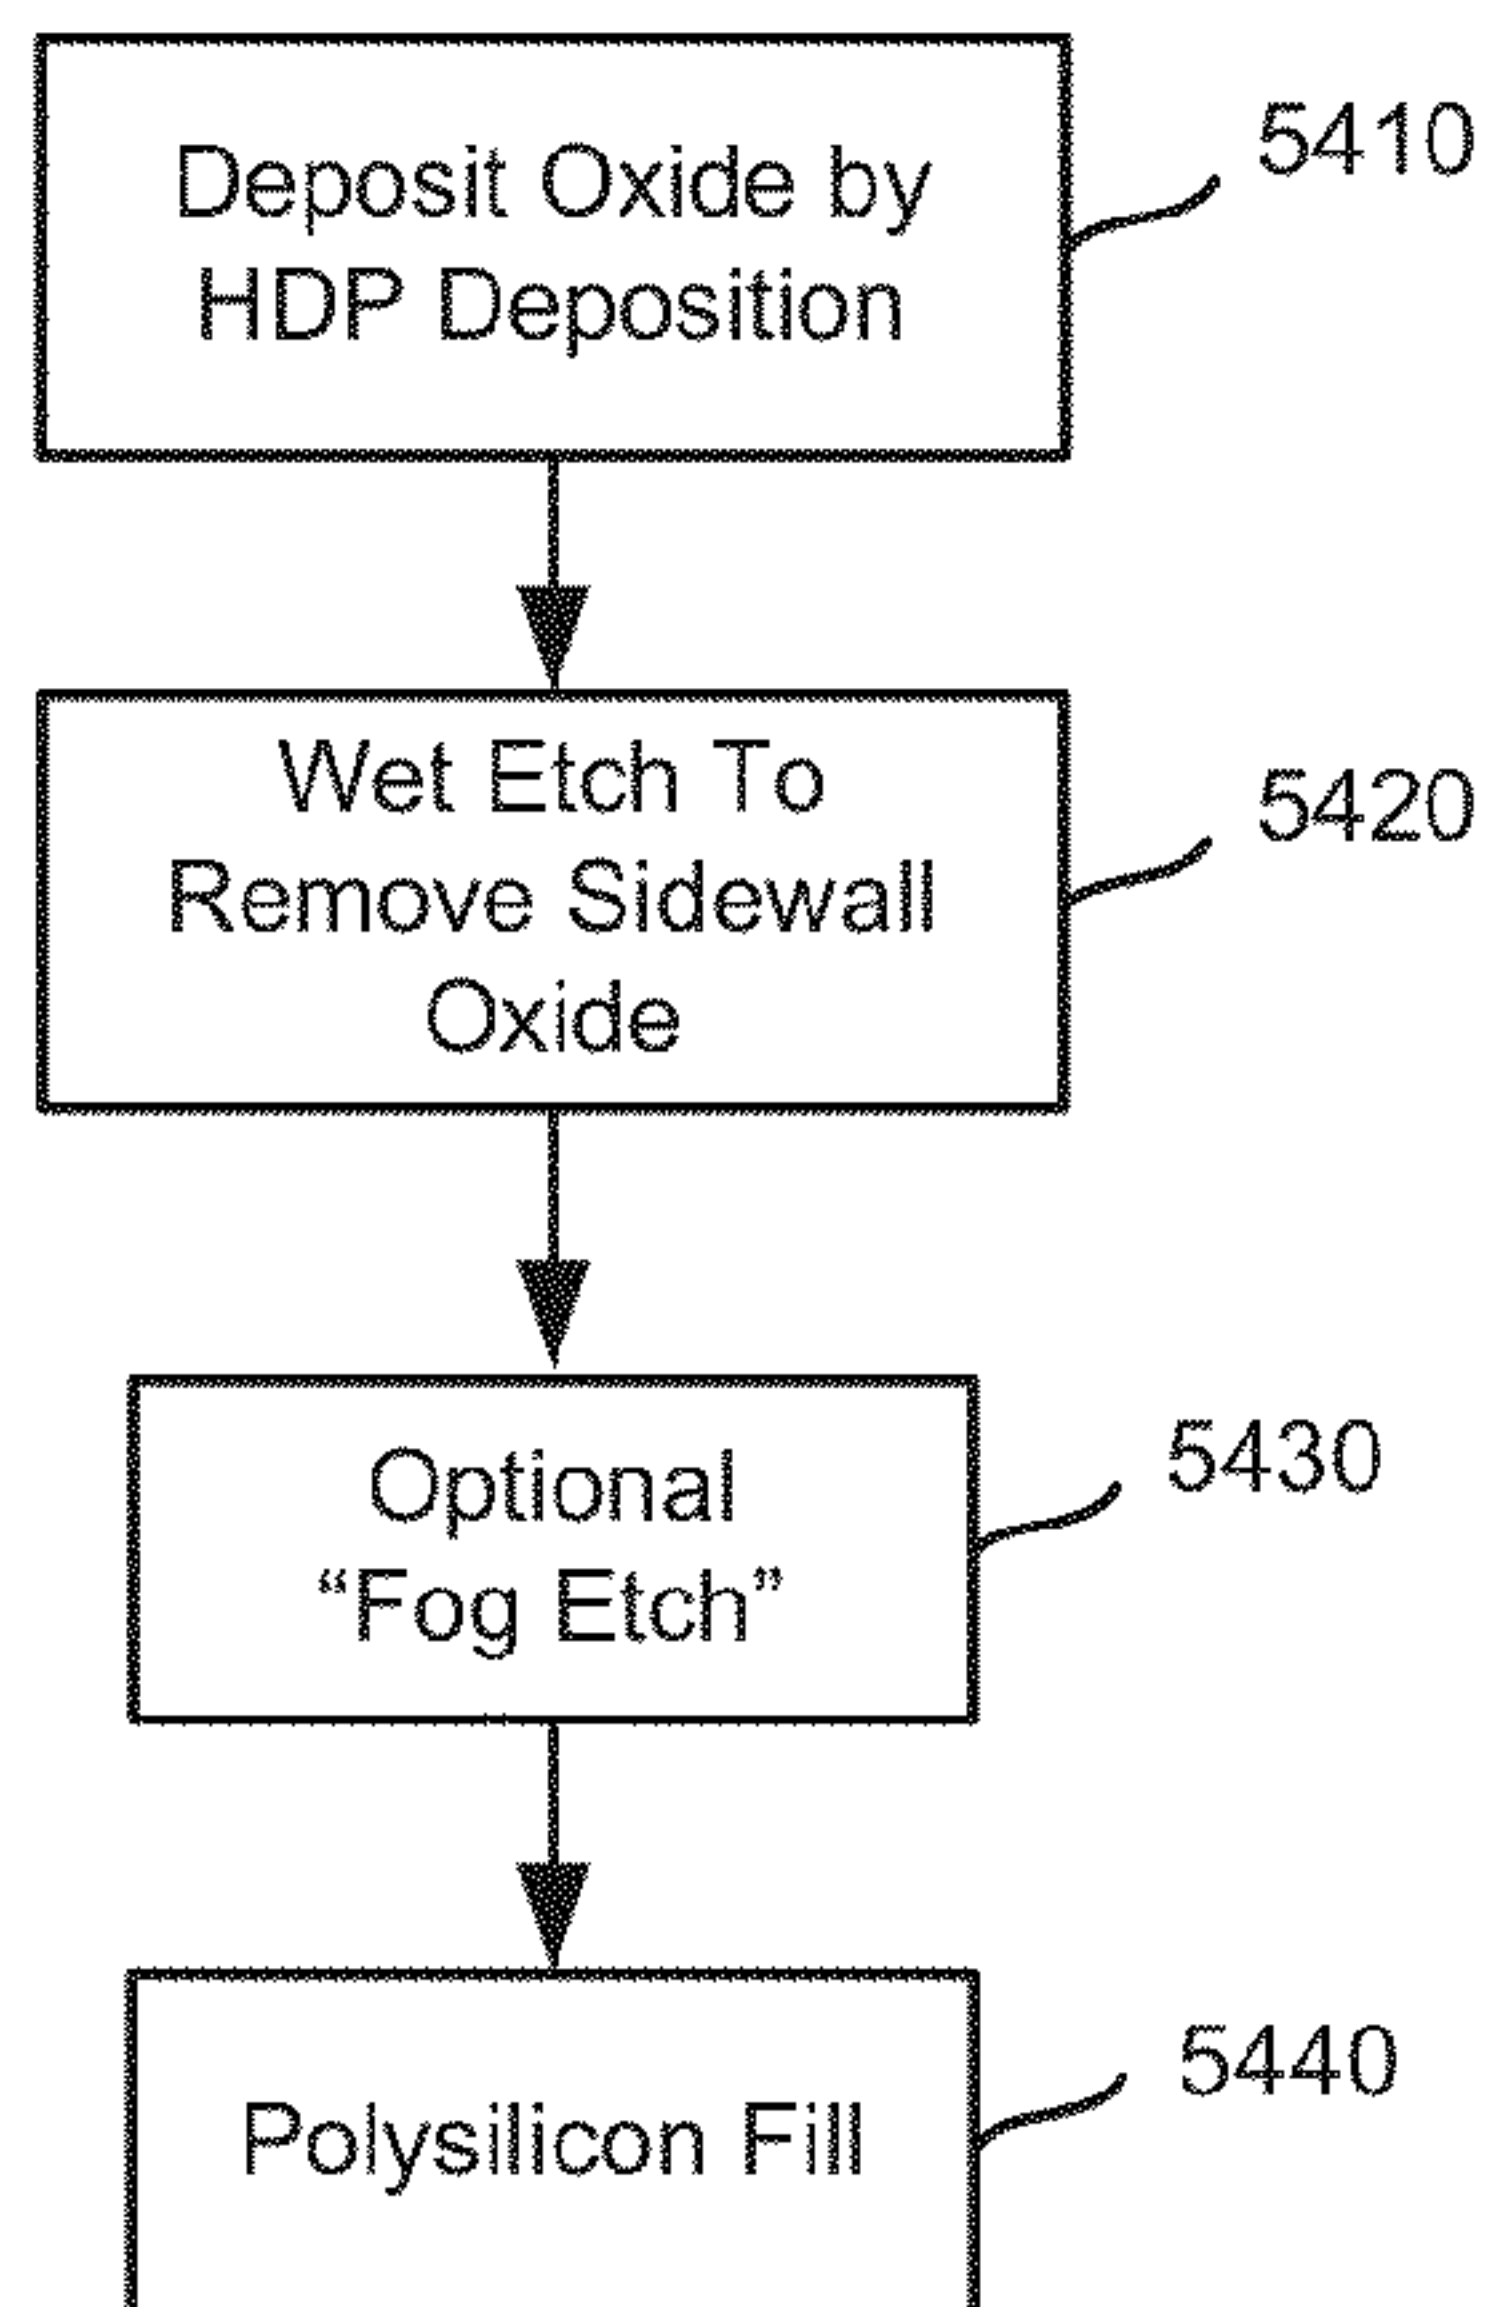 Deposit Oxide by
HDP Deposition
5410
Wet Etch To
Remove Sidewall
Oxide
5420
Optional
“Fog Etch”
5430
Polysilicon Fill
5440